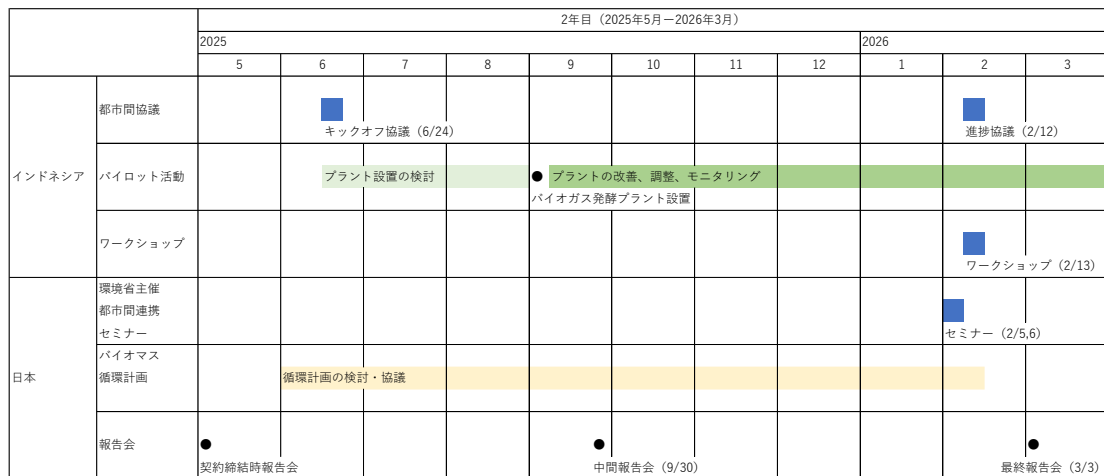 2年目（2025年5月ー2026年3月）
2025
2026
5
6
7
8
9
10
11
12
1
2
3
インドネシア
都市間協議
キックオフ協議（6/24）
進捗協議（2/12）
パイロット活動
プラント設置の検討
プラントの改善、調整、モニタリング
バイオガス発酵プラント設置
ワークショップ
ワークショップ（2/13）
日本
環境省主催
都市間連携
セミナー
セミナー（2/5,6）
バイオマス
循環計画
循環計画の検討・協議
報告会
契約締結時報告会
中間報告会（9/30）
最終報告会（3/3）